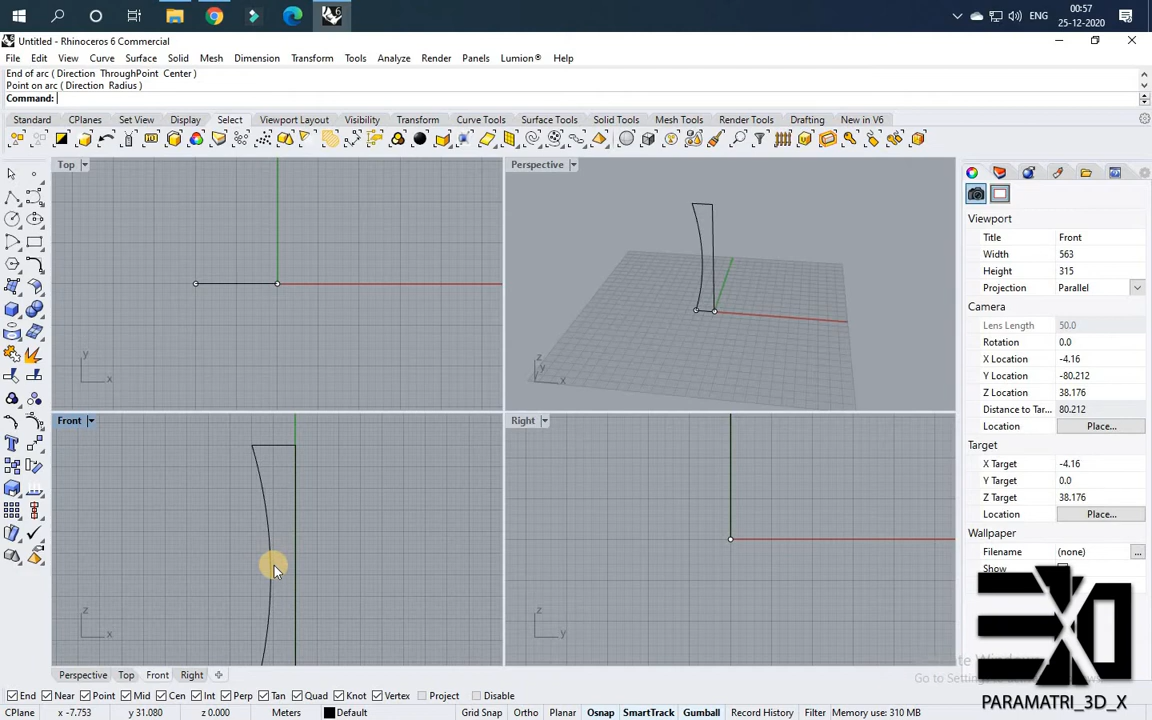 ENG
00:57
25-12-2020
Untitled - Rhinoceros 6 Commercial
File Edit View Curve Surface Solid Mesh Dimension Transform Tools Analyze Render Panels Lumion® Help
End of arc ( Direction ThroughPoint Center )
Point on arc ( Direction Radius )
Command:
Standard CPlanes Set View Display Select Viewport Layout Visibility Transform Curve Tools Surface Tools Solid Tools Mesh Tools Render Tools Drafting New in V6
Top
Perspective
Front
Right
y
x
z
y
x
z
x
z
y
Viewport
Title Front
Width 563
Height 315
Projection Parallel
Camera
Lens Length 50.0
Rotation 0.0
X Location -4.16
Y Location -80.212
Z Location 38.176
Distance to Tar... 80.212
Location Place...
Target
X Target -4.16
Y Target 0.0
Z Target 38.176
Location Place...
Wallpaper
Filename (none) ...
Show
Go to Setting
EXO
PARAMATRI_3D_X
Perspective Top Front Right
End Near Point Mid Cen Int Perp Tan Quad Knot Vertex Project Disable
CPlane x -7.753 y 31.080 z 0.000 Meters Default Grid Snap Ortho Planar Osnap SmartTrack Gumball Record History Filter Memory use: 310 MB